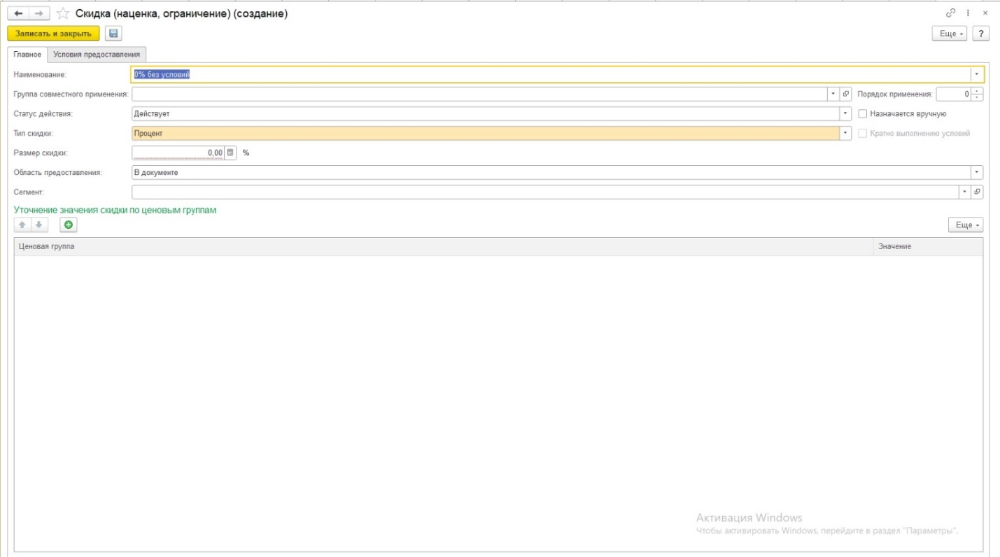 Скидка (наценка, ограничение) (создание)
Записать и закрыть Еще ?
Главное Условия предоставления
Наименование: 0% без условий
Группа совместного применения: Порядок применения: 0
Статус действия: Действует Назначается вручную
Тип скидки: Процент Кратно выполнению условий
Размер скидки: 0,00 %
Область предоставления: В документе
Сегмент:
Уточнение значения скидки по ценовым группам
Еще
Ценовая группа Значение
Активация Windows
Чтобы активировать Windows, перейдите в раздел "Параметры".